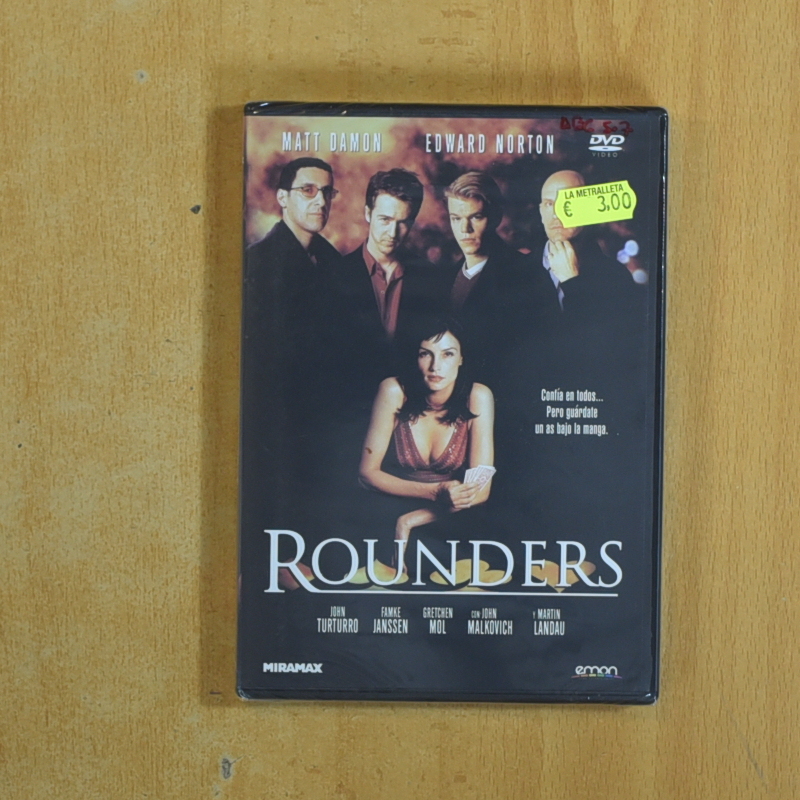 MATT DAMON EDWARD NORTON
DVD
VIDEO
LA METRALLETA
€ 3,00
Confía en todos...
Pero guárdate
un as bajo la manga.
ROUNDERS
JOHN TURTURRO
FAMKE JANSSEN
GRETCHEN MOL
CON JOHN MALKOVICH
Y MARTIN LANDAU
MIRAMAX
emon